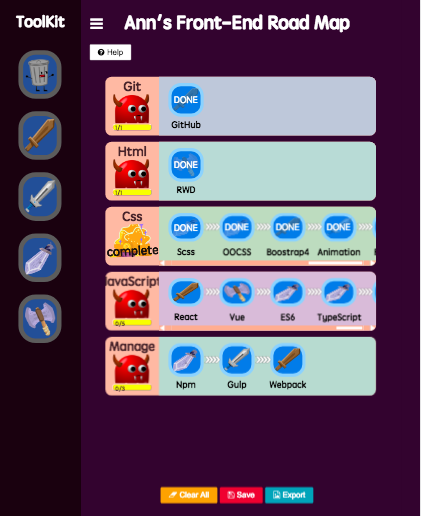 ToolKit
Ann's Front-End Road Map
Help
Git
1/1
DONE
GitHub
Html
1/1
DONE
RWD
Css
complete
DONE DONE DONE DONE
Scss OOCSS Boostrap4 Animation
JavaScript
0/5
React Vue ES6 TypeScript
Manage
0/3
Npm Gulp Webpack
Clear All Save Export